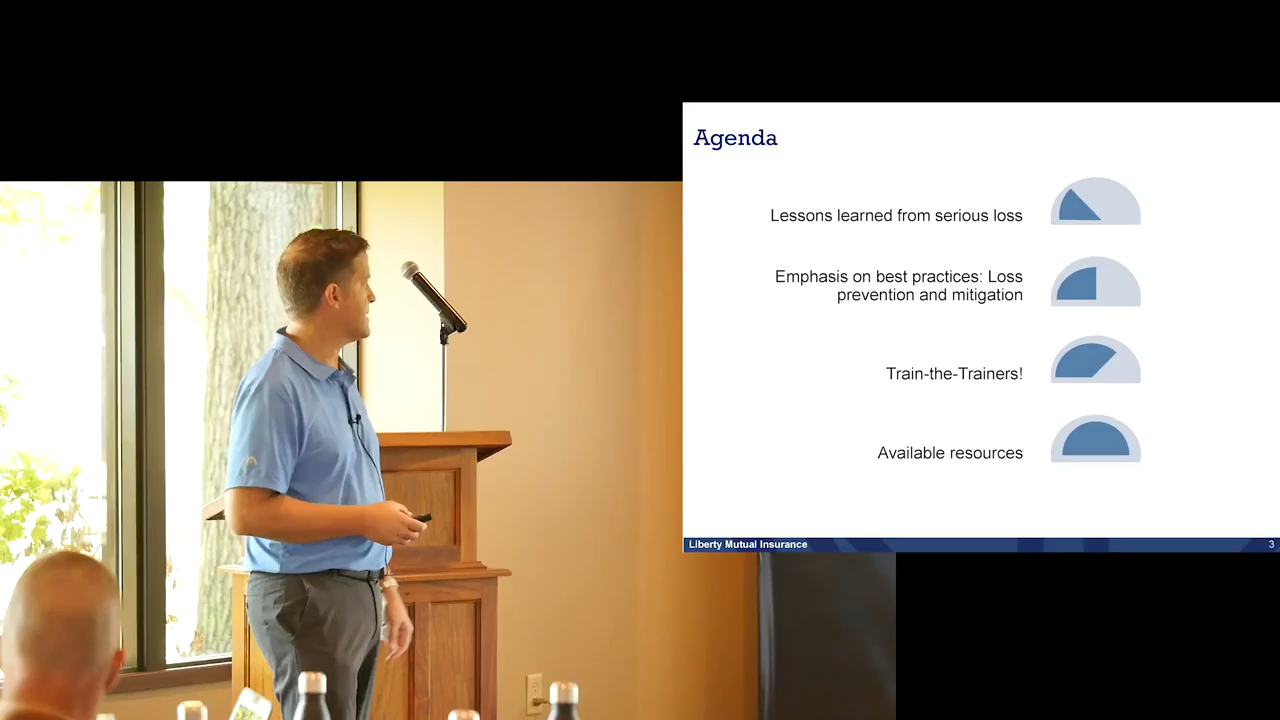 Agenda
Lessons learned from serious loss
Emphasis on best practices: Loss
prevention and mitigation
Train-the-Trainers!
Available resources
Liberty Mutual Insurance
3